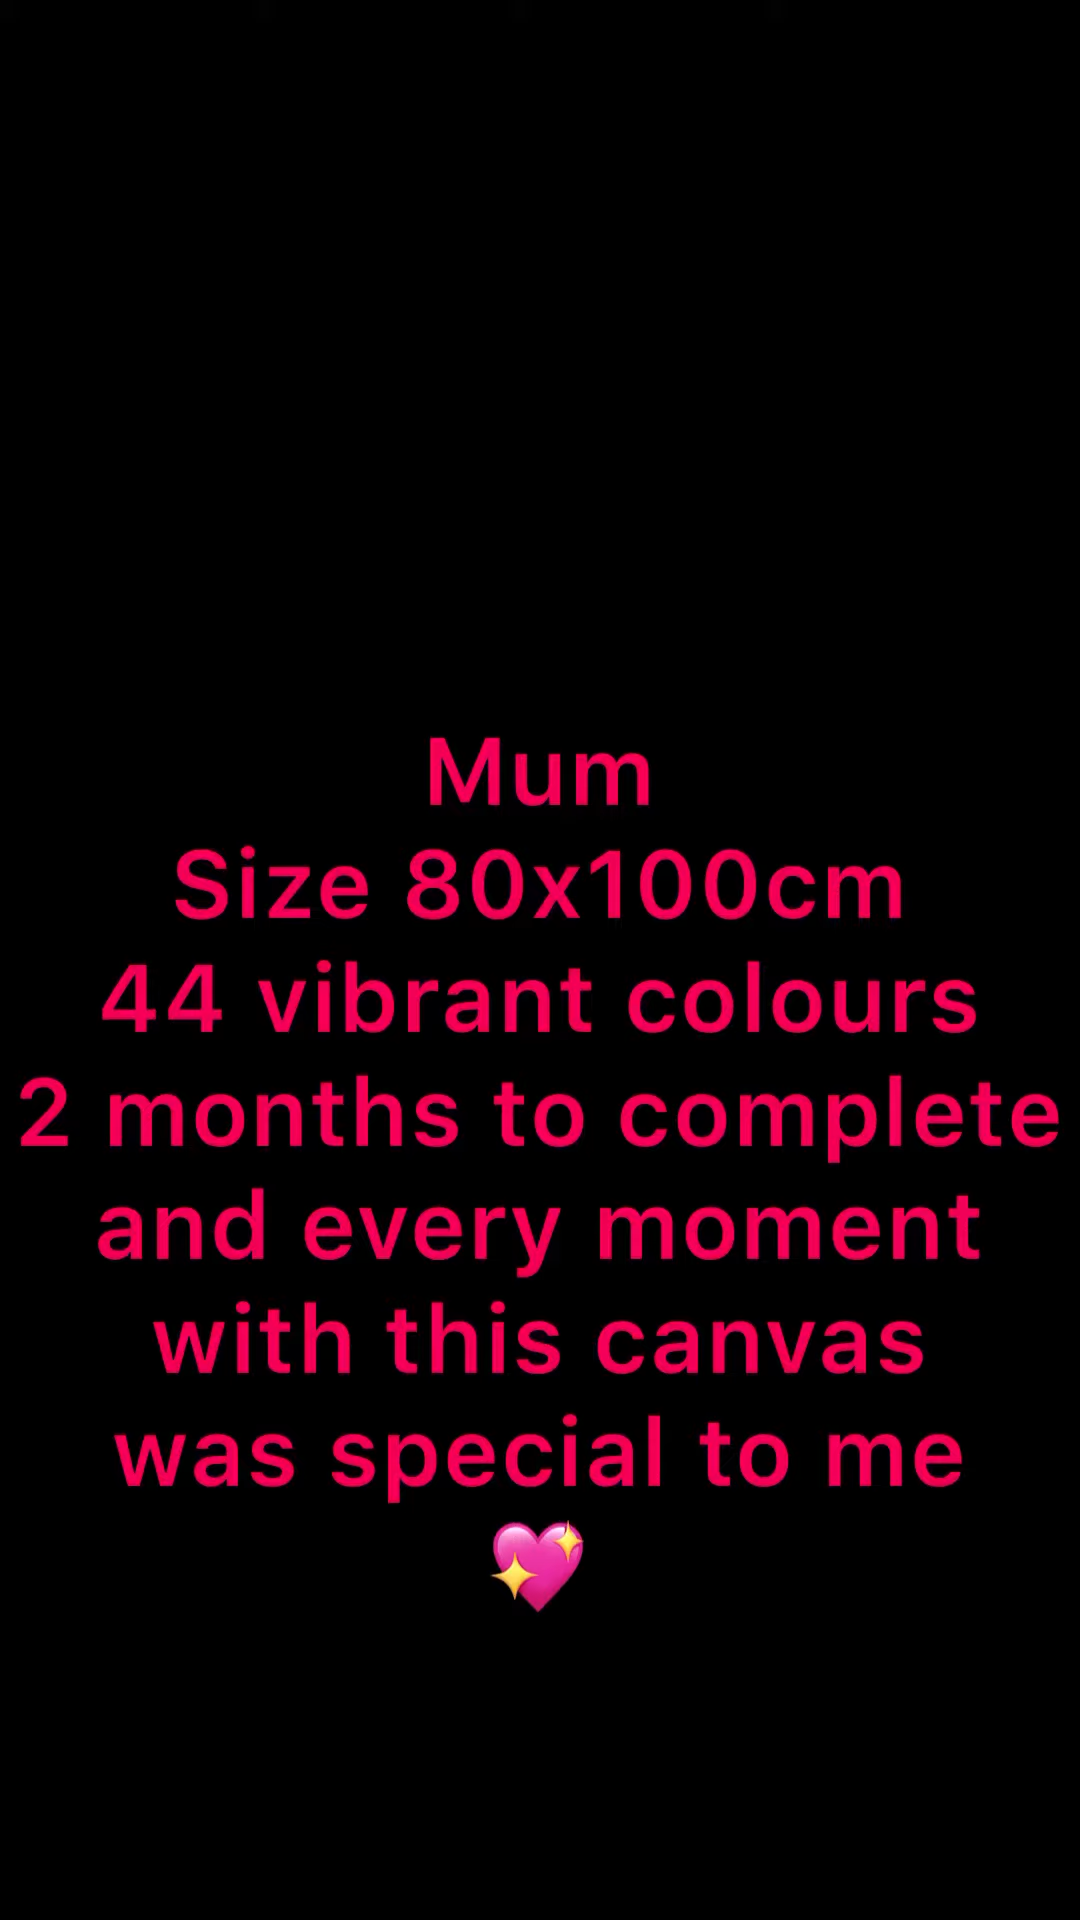 Mum
Size 80x100cm
44 vibrant colours
2 months to complete
and every moment
with this canvas
was special to me
💖